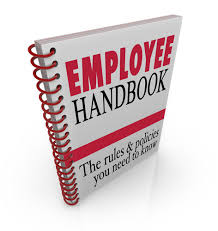 EMPLOYEE
HANDBOOK
The rules & policies
you need to know